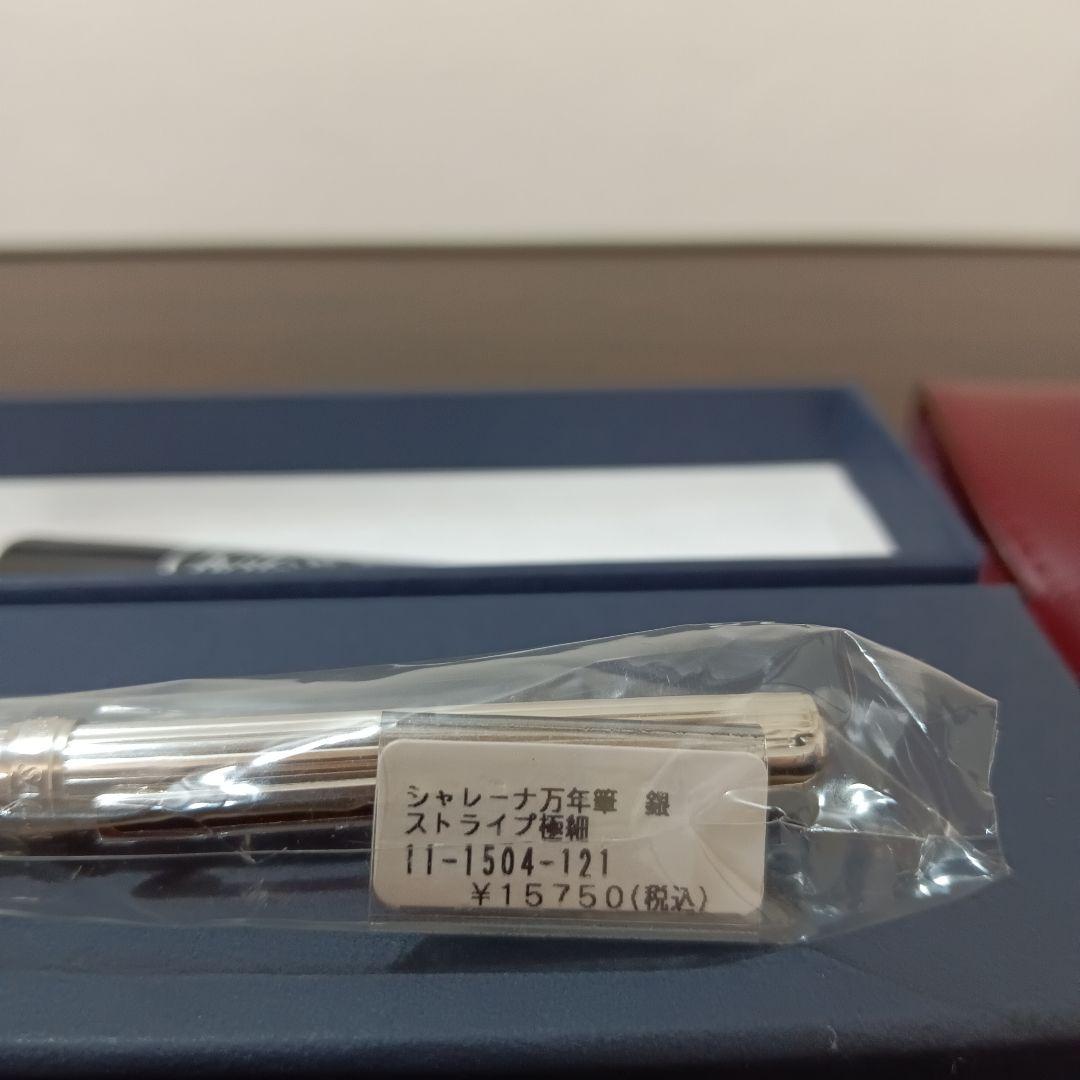 シャレーナ万年筆　銀
ストライプ極細
11-1504-121
￥15750(税込)